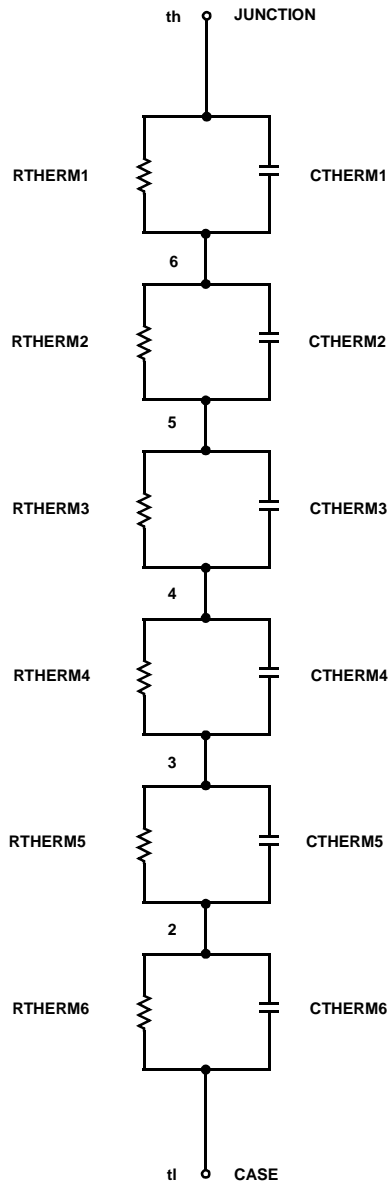 th JUNCTION
RTHERM1 CTHERM1
6
RTHERM2 CTHERM2
5
RTHERM3 CTHERM3
4
RTHERM4 CTHERM4
3
RTHERM5 CTHERM5
2
RTHERM6 CTHERM6
tl CASE